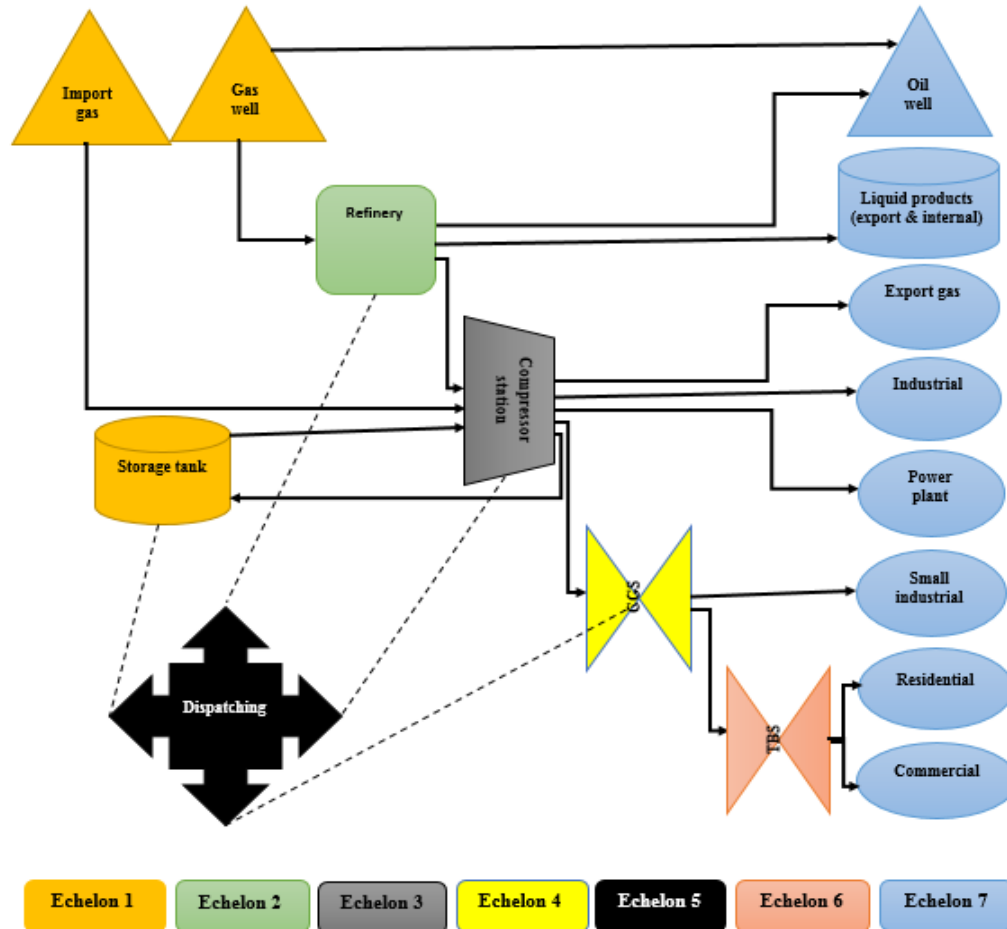 Import
gas
Gas
well
Oil
well
Refinery
Liquid products
(export & internal)
Export gas
Compressor
station
Industrial
Storage tank
Power
plant
CGS
Small
industrial
Dispatching
Residential
TBS
Commercial
Echelon 1
Echelon 2
Echelon 3
Echelon 4
Echelon 5
Echelon 6
Echelon 7